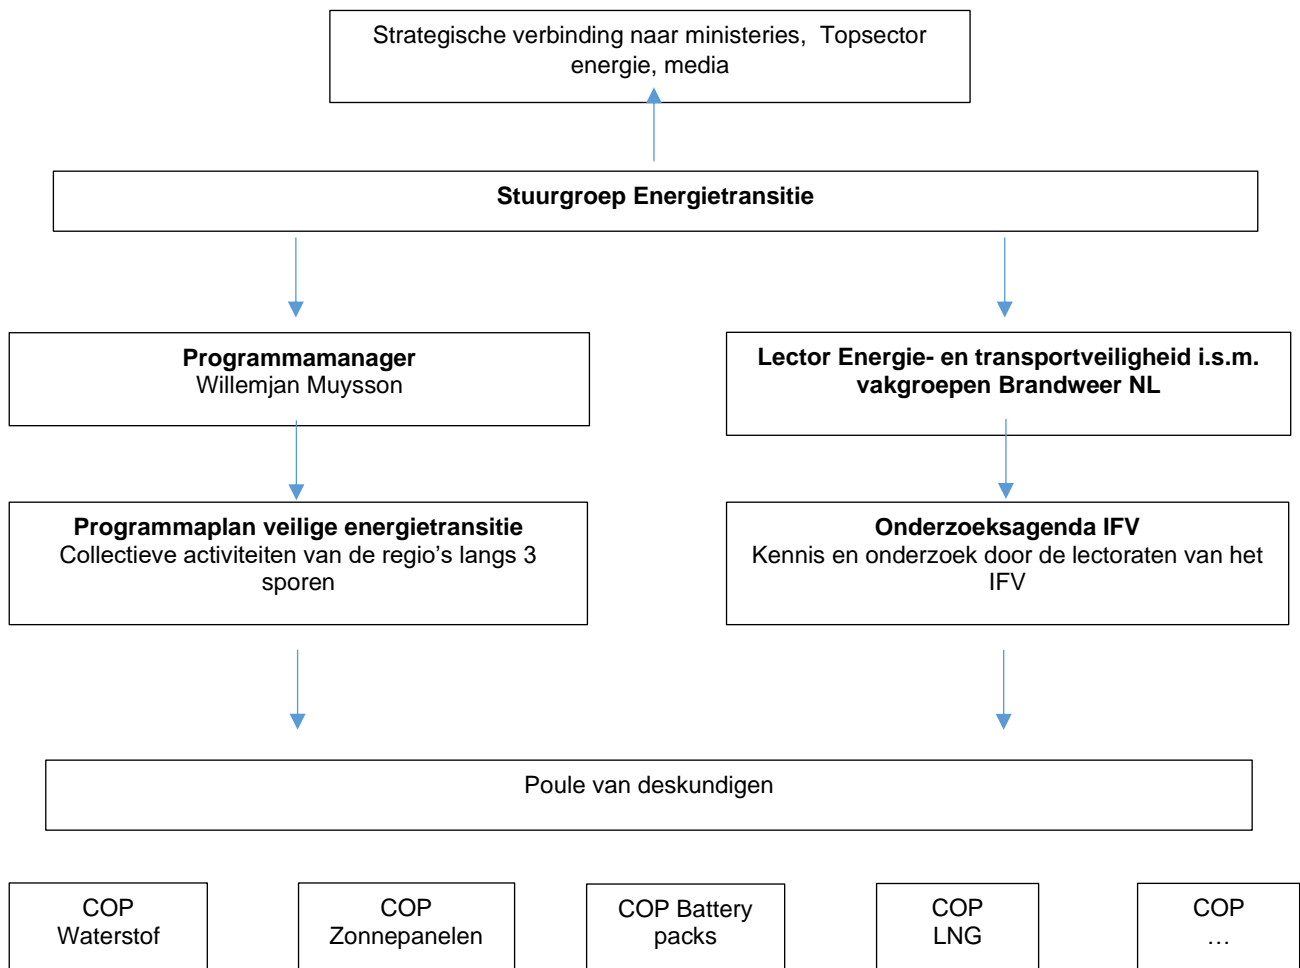 Strategische verbinding naar ministeries, Topsector
energie, media
Stuurgroep Energietransitie
Programmamanager
Willemjan Muysson
Lector Energie- en transportveiligheid i.s.m.
vakgroepen Brandweer NL
Programmaplan veilige energietransitie
Collectieve activiteiten van de regio's langs 3
sporen
Onderzoeksagenda IFV
Kennis en onderzoek door de lectoraten van het
IFV
Poule van deskundigen
COP
Waterstof
COP
Zonnepanelen
COP Battery
packs
COP
LNG
COP
…